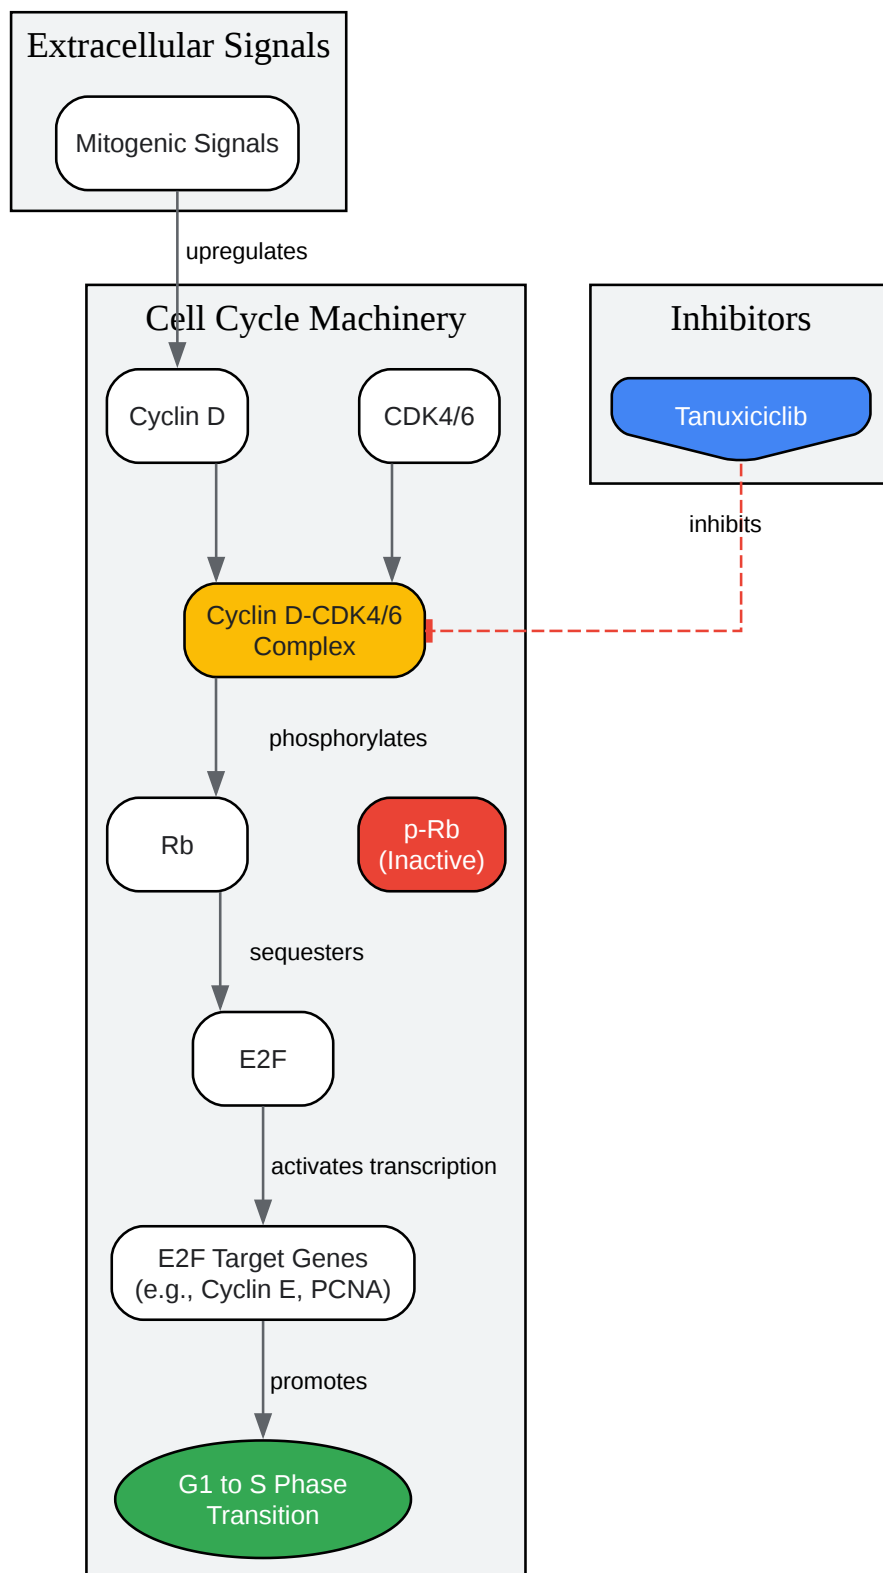 Extracellular Signals
Mitogenic Signals
upregulates
Cell Cycle Machinery
Inhibitors
Cyclin D
CDK4/6
Tanuxiciclib
inhibits
Cyclin D-CDK4/6
Complex
phosphorylates
Rb
p-Rb
(Inactive)
sequesters
E2F
activates transcription
E2F Target Genes
(e.g., Cyclin E, PCNA)
promotes
G1 to S Phase
Transition